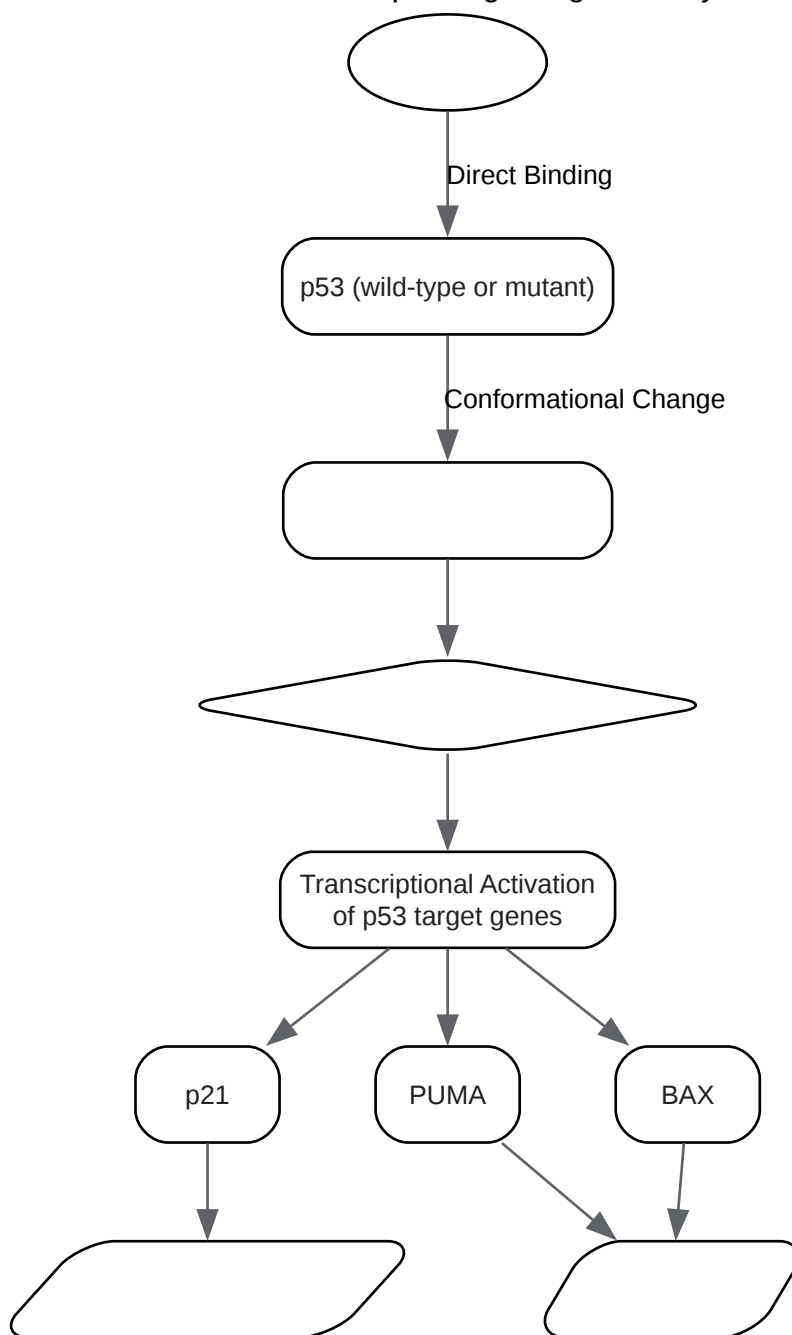 Direct Binding
p53 (wild-type or mutant)
Conformational Change
Transcriptional Activation
of p53 target genes
p21
PUMA
BAX